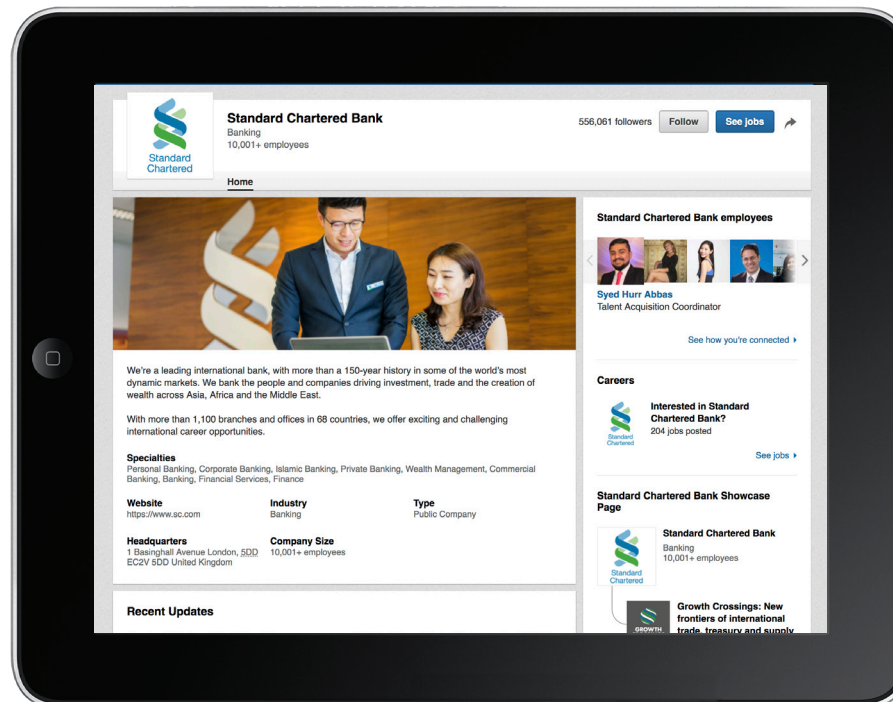 Standard
Chartered
Standard Chartered Bank
Banking
10,001+ employees
556,061 followers
Follow
See jobs
Home
We're a leading international bank, with more than a 150-year history in some of the world's most
dynamic markets. We bank the people and companies driving investment, trade and the creation of
wealth across Asia, Africa and the Middle East.
With more than 1,100 branches and offices in 68 countries, we offer exciting and challenging
international career opportunities.
Specialties
Personal Banking, Corporate Banking, Islamic Banking, Private Banking, Wealth Management, Commercial
Banking, Banking, Financial Services, Finance
Website
https://www.sc.com
Industry
Banking
Type
Public Company
Headquarters
1 Basinghall Avenue London, 5DD
EC2V 5DD United Kingdom
Company Size
10,001+ employees
Recent Updates
Standard Chartered Bank employees
Syed Hurr Abbas
Talent Acquisition Coordinator
See how you're connected
Careers
Standard
Chartered
Interested in Standard
Chartered Bank?
204 jobs posted
See jobs
Standard Chartered Bank Showcase
Page
Standard
Chartered
Standard Chartered Bank
Banking
10,001+ employees
GROWTH
Growth Crossings: New
frontiers of international
trade, treasury and supply